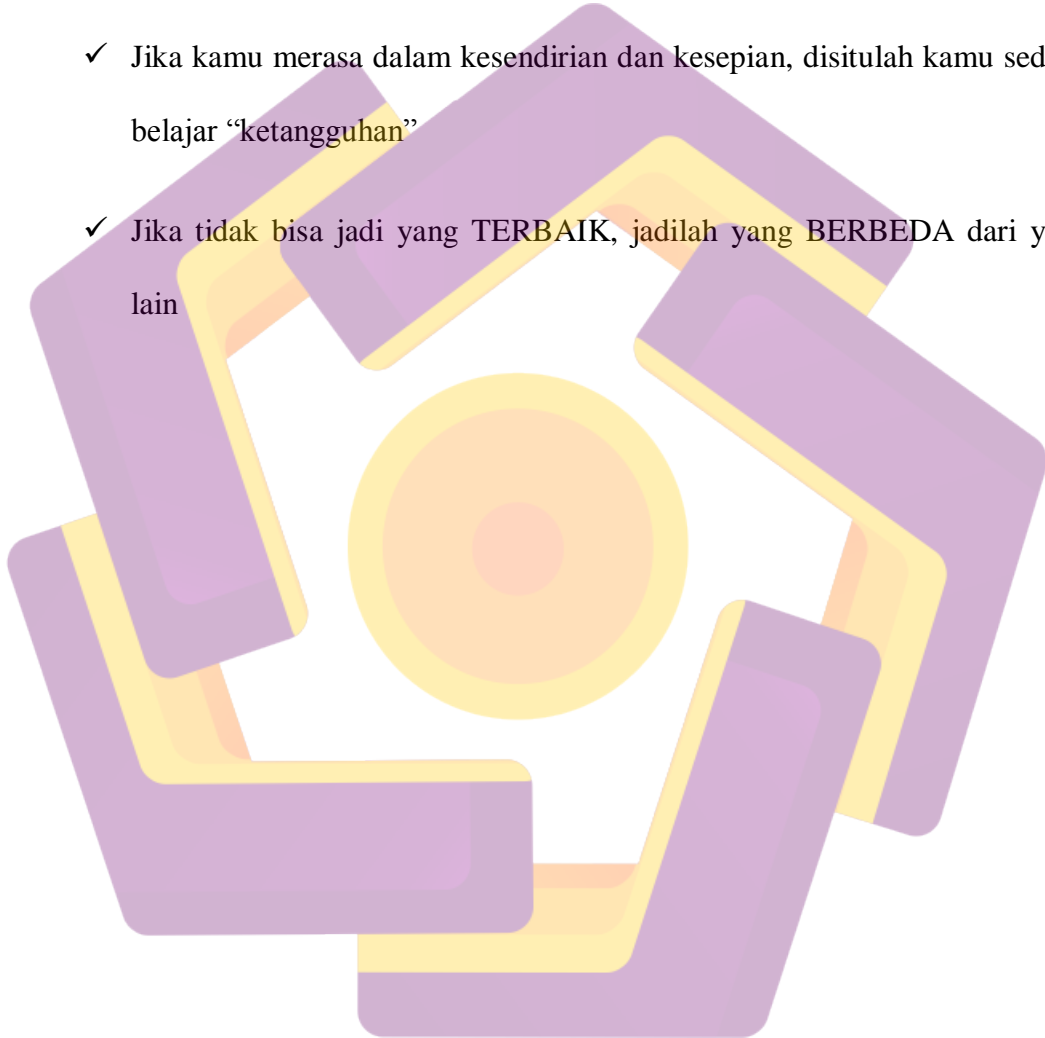 ✓ Jika kamu merasa dalam kesendirian dan kesepian, disitulah kamu sed
belajar “ketangguhan”
✓ Jika tidak bisa jadi yang TERBAIK, jadilah yang BERBEDA dari y
lain